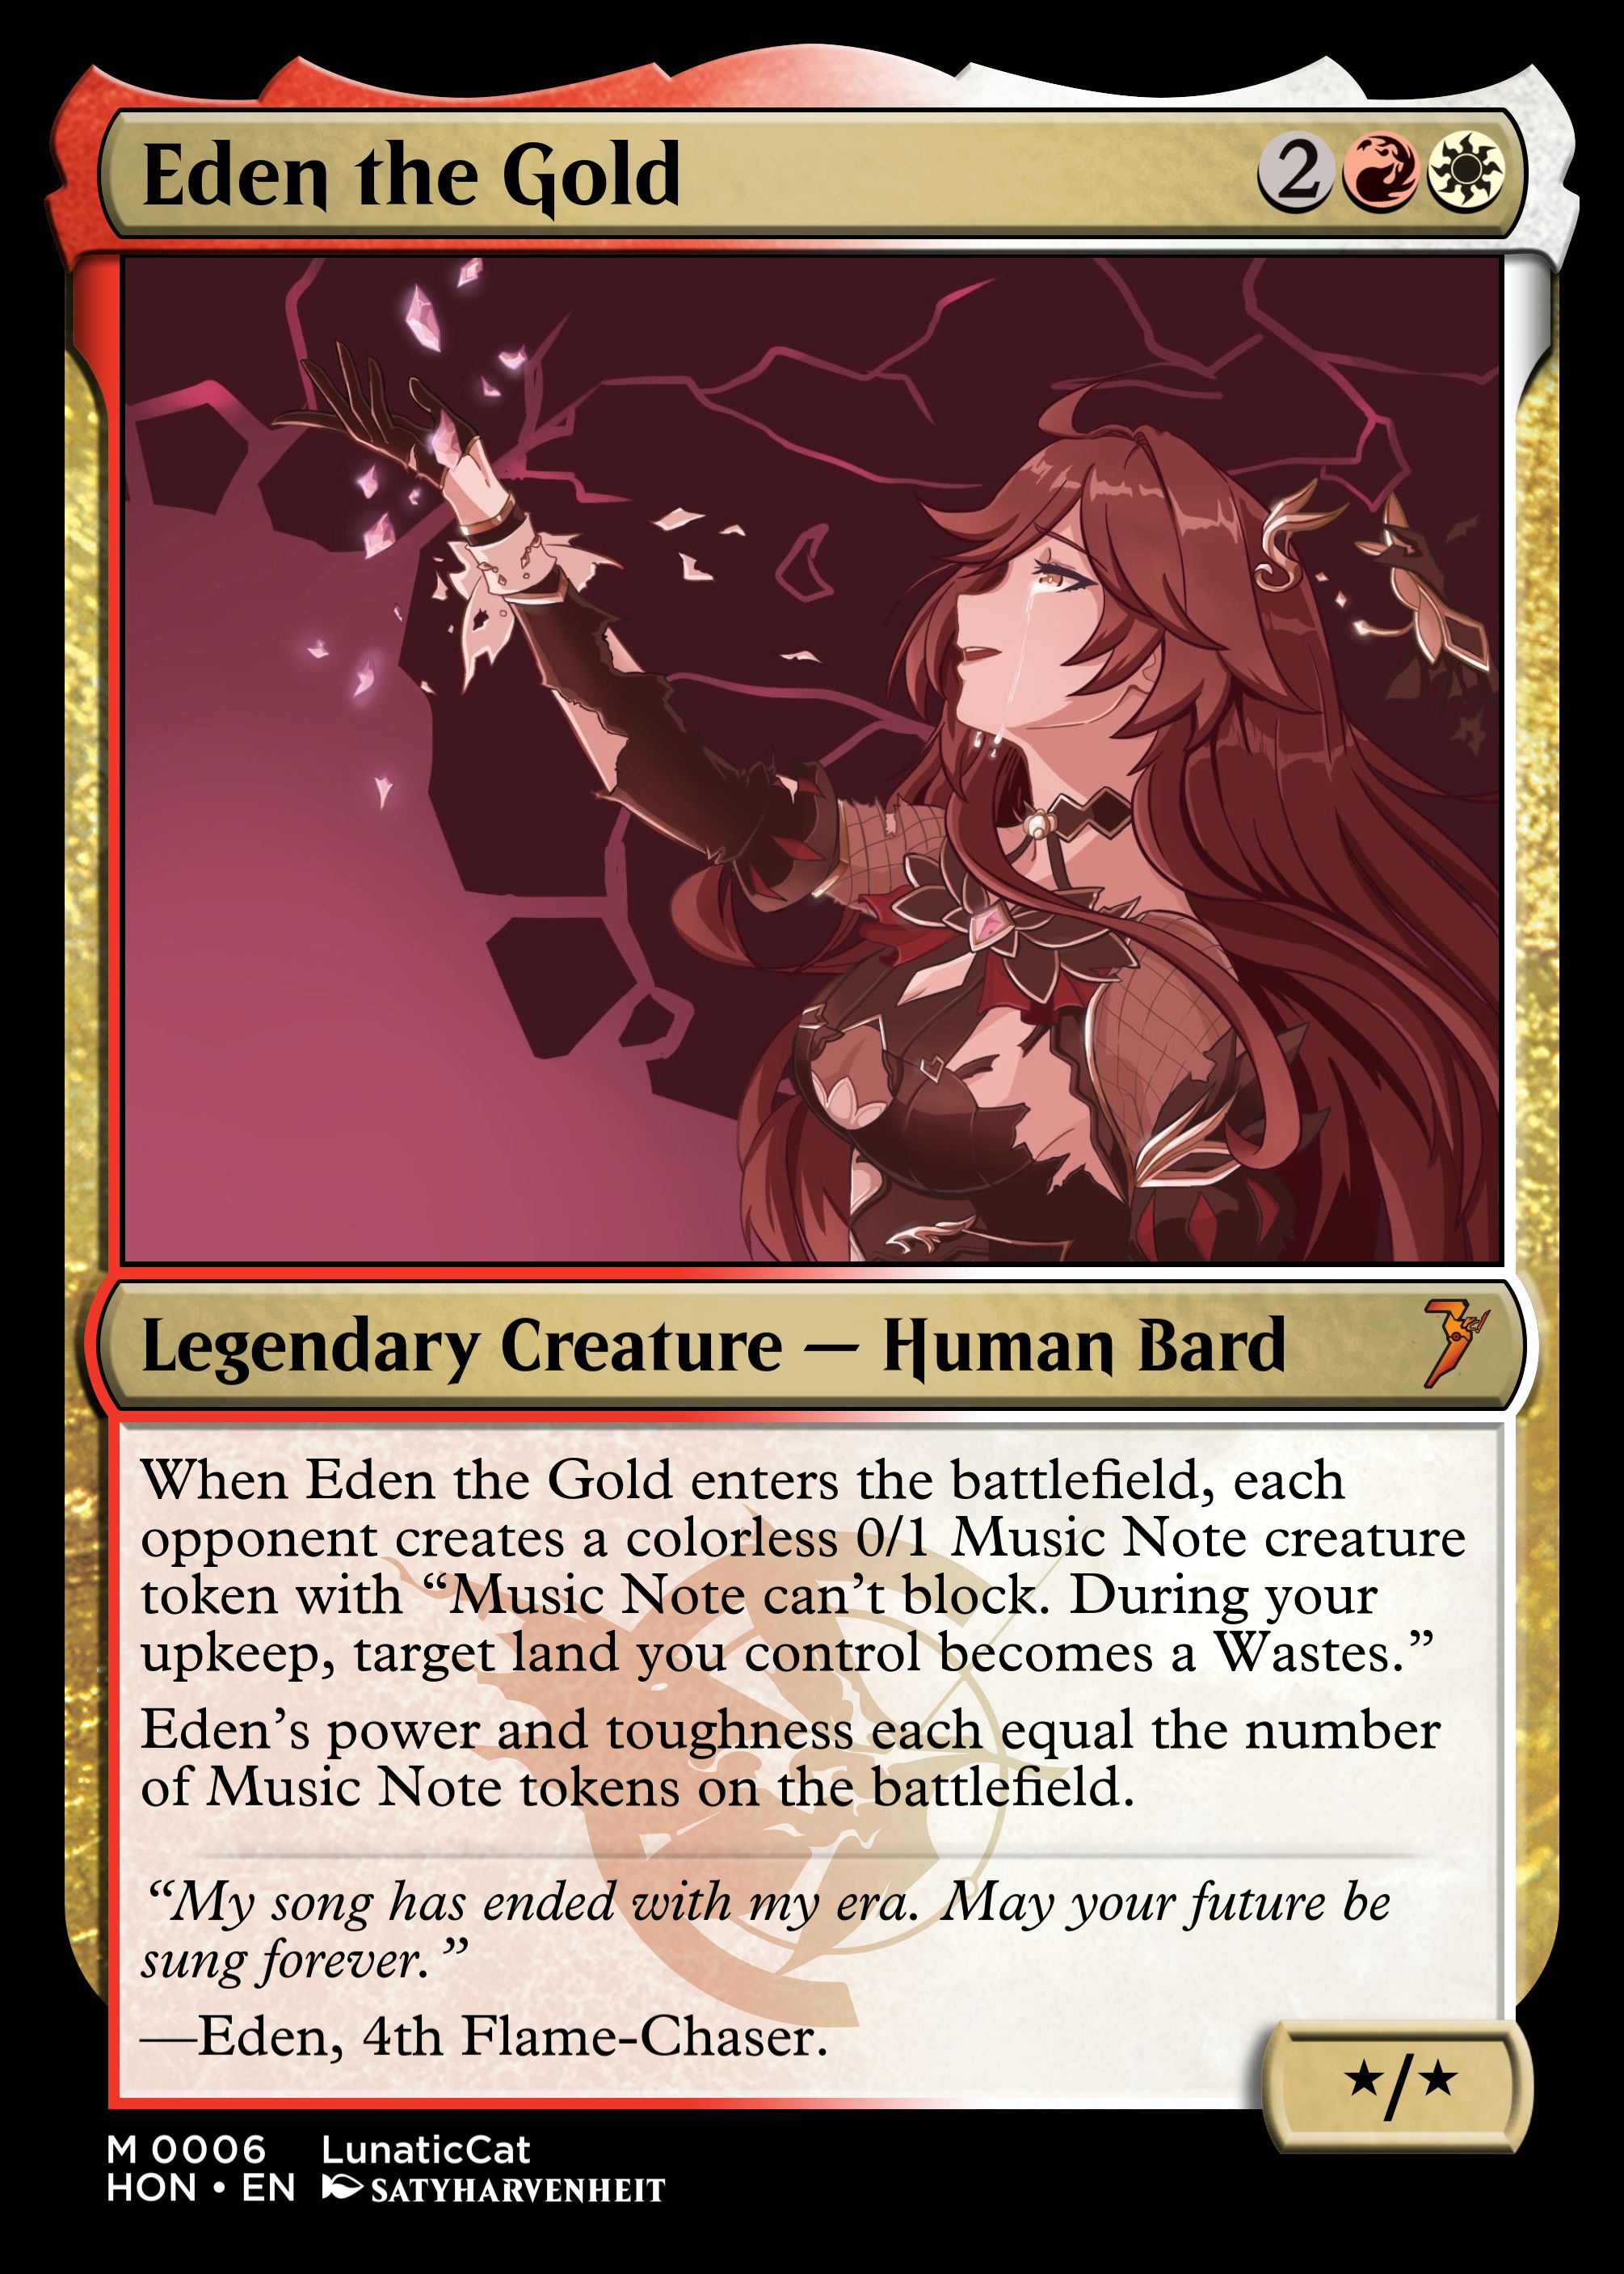 Eden the Gold 2
Legendary Creature — Human Bard
When Eden the Gold enters the battlefield, each
opponent creates a colorless 0/1 Music Note creature
token with “Music Note can’t block. During your
upkeep, target land you control becomes a Wastes.”
Eden’s power and toughness each equal the number
of Music Note tokens on the battlefield.
“My song has ended with my era. May your future be
sung forever.”
—Eden, 4th Flame-Chaser.
★/★
M 0006 LunaticCat
HON • EN SATYHARVENHEIT